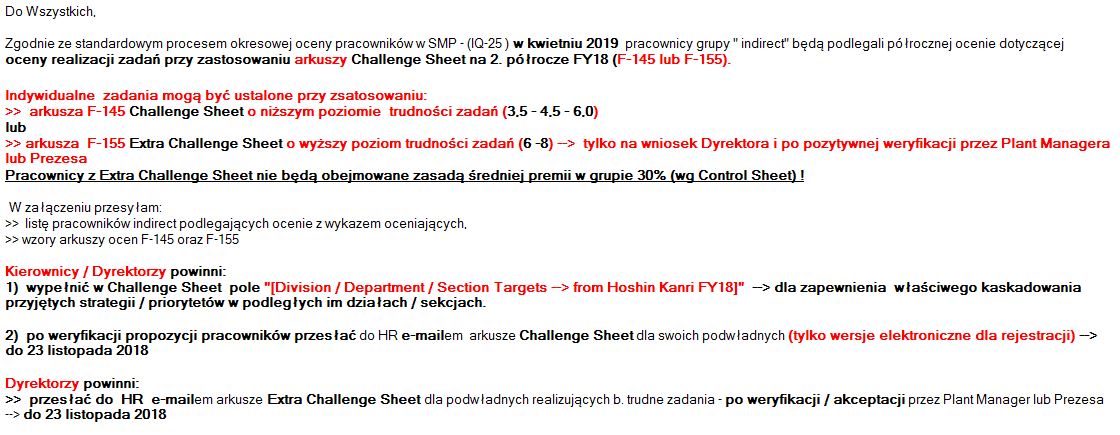 Do Wszystkich,
Zgodnie ze standardowym procesem okresowej oceny pracowników w SMP - (IQ-25 ) w kwietniu 2019 pracownicy grupy " indirect" będą podlegali półrocznej ocenie dotyczącej
oceny realizacji zadań przy zastosowaniu arkuszy Challenge Sheet na 2. półrocze FY18 (F-145 lub F-155).
Indywidualne zadania mogą być ustalone przy zsatosowaniu:
>> arkusza F-145 Challenge Sheet o niższym poziomie trudności zadań (3,5 - 4,5 - 6,0)
lub
>> arkusza F-155 Extra Challenge Sheet o wyższy poziom trudności zadań (6 -8) --> tylko na wniosek Dyrektora i po pozytywnej weryfikacji przez Plant Managera
lub Prezesa
Pracownicy z Extra Challenge Sheet nie będą obejmowane zasadą średniej premii w grupie 30% (wg Control Sheet) !
W załączeniu przesyłam:
>> listę pracowników indirect podlegających ocenie z wykazem oceniających,
>> wzory arkuszy ocen F-145 oraz F-155
Kierownicy / Dyrektorzy powinni:
1) wypełnić w Challenge Sheet pole "[Division / Department / Section Targets --> from Hoshin Kanri FY18]" --> dla zapewnienia właściwego kaskadowania
przyjętych strategii / priorytetów w podległych im działach / sekcjach.
2) po weryfikacji propozycji pracowników przesłać do HR e-mailem arkusze Challenge Sheet dla swoich podwładnych (tylko wersje elektroniczne dla rejestracji) -->
do 23 listopada 2018
Dyrektorzy powinni:
>> przesłać do HR e-mailem arkusze Extra Challenge Sheet dla podwładnych realizujących b. trudne zadania - po weryfikacji / akceptacji przez Plant Manager lub Prezesa
--> do 23 listopada 2018